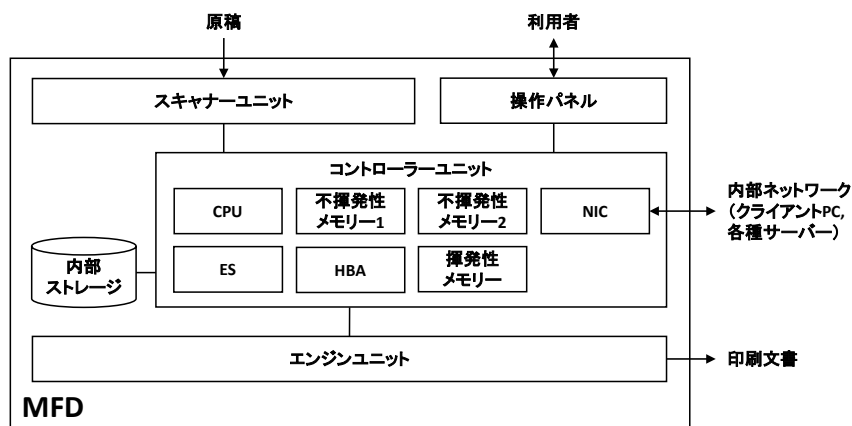 原稿
利用者
スキャナーユニット
操作パネル
コントローラーユニット
CPU
不揮発性
メモリー1
不揮発性
メモリー2
NIC
内部ネットワーク
（クライアントPC,
各種サーバー）
内部
ストレージ
ES
HBA
揮発性
メモリー
エンジンユニット
印刷文書
MFD